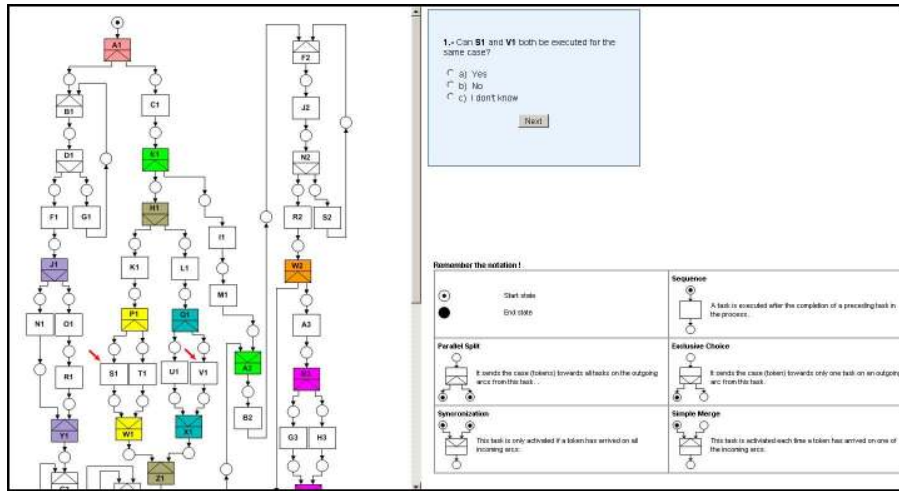 A1
B1
C1
D1
E1
F1
G1
H1
I1
J1
K1
L1
M1
N1
O1
P1
Q1
R1
S1
T1
U1
V1
W1
X1
Y1
Z1
A2
B2
F2
J2
N2
R2
S2
W2
A3
G3
H3
1.- Can S1 and V1 both be executed for the
same case?
a) Yes
b) No
c) I don't know
Next
Remember the notation !
Start state
End state
Sequence
A task is executed after the completion of a preceding task in
the process.
Parallel Split
It sends the case (tokens) towards all tasks on the outgoing
arcs from this task. .
Exclusive Choice
It sends the case (token) towards only one task on an outgoing
arc from this task.
Syncronization
This task is only activated if a token has arrived on all
incoming arcs.
Simple Merge
This task is activated each time a token has arrived on one of
the incoming arcs.